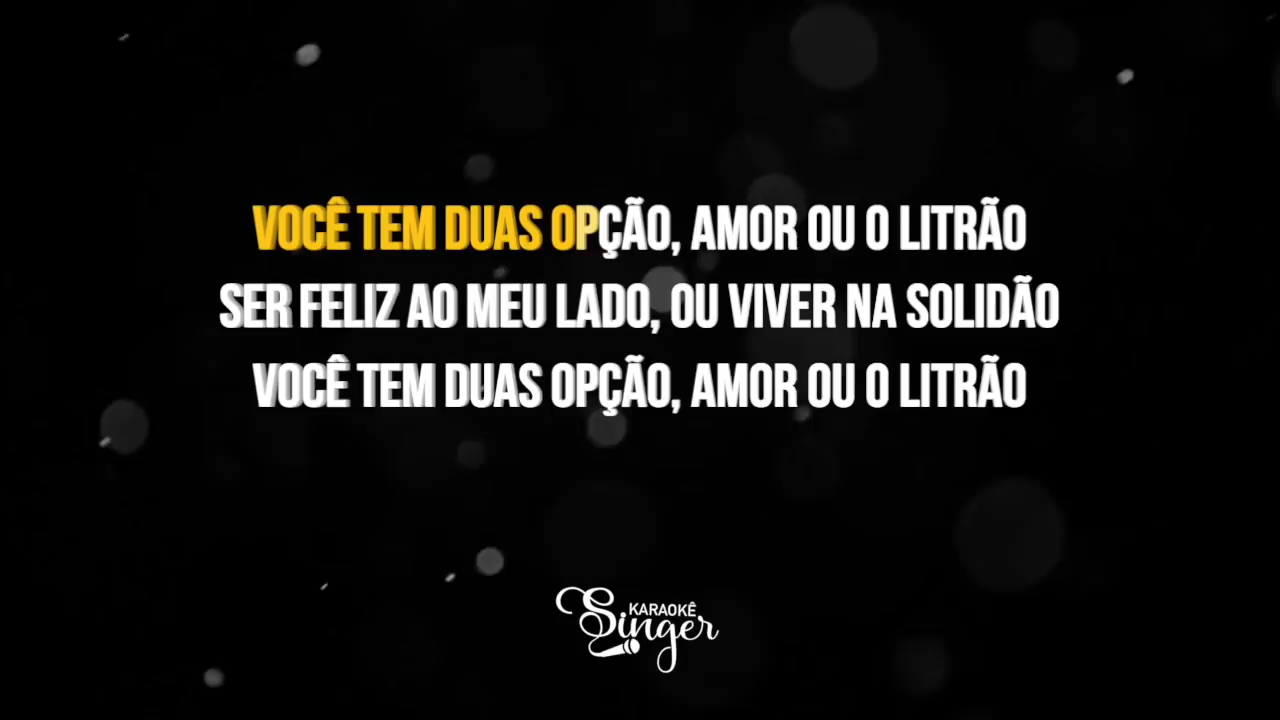 VOCÊ TEM DUAS OPÇÃO, AMOR OU O LITRÃO
SER FELIZ AO MEU LADO, OU VIVER NA SOLIDÃO
VOCÊ TEM DUAS OPÇÃO, AMOR OU O LITRÃO
KARAOKÊ
Singer